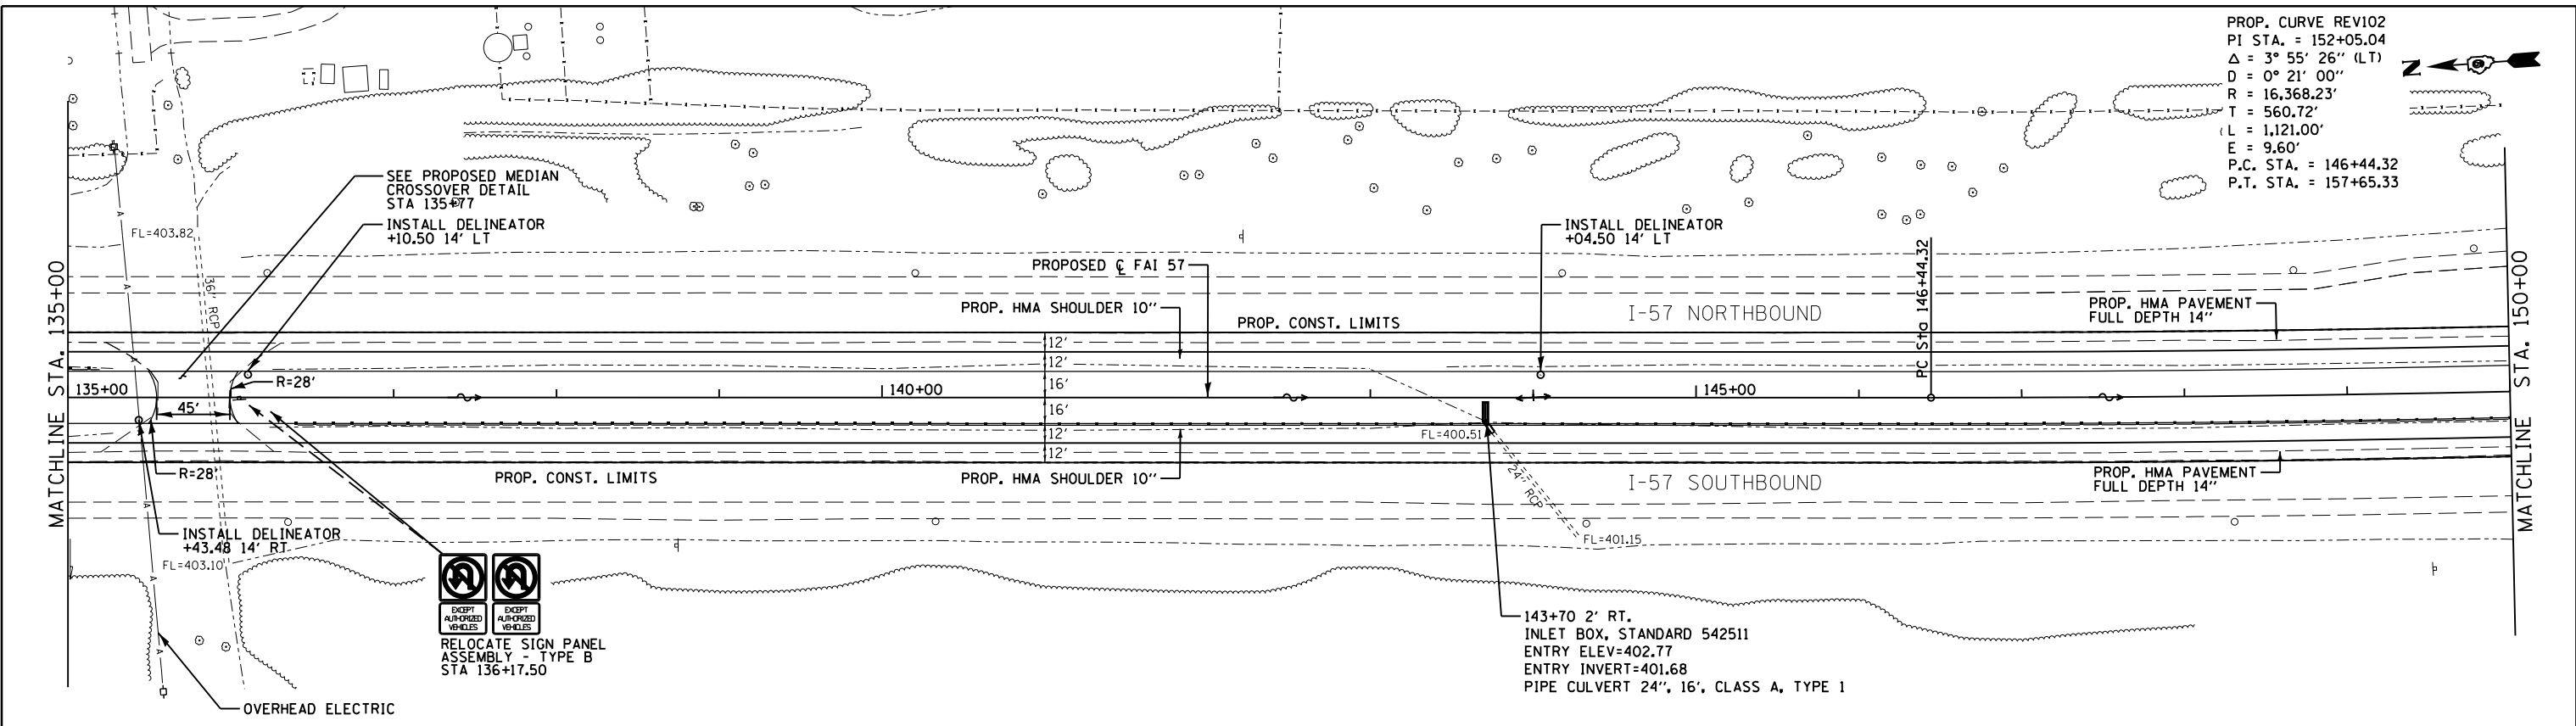 PROP. CURVE REV102
PI STA. = 152+05.04
Δ = 3° 55' 26" (LT)
D = 0° 21' 00"
R = 16,368.23'
T = 560.72'
L = 1,121.00'
E = 9.60'
P.C. STA. = 146+44.32
P.T. STA. = 157+65.33
N
SEE PROPOSED MEDIAN
CROSSOVER DETAIL
STA 135+77
INSTALL DELINEATOR
+10.50 14' LT
INSTALL DELINEATOR
+04.50 14' LT
FL=403.82
A
A
36" RCP
PROPOSED ℄ FAI 57
PROP. HMA SHOULDER 10"
PROP. CONST. LIMITS
I-57 NORTHBOUND
PC Sta 146+44.32
PROP. HMA PAVEMENT
FULL DEPTH 14"
MATCHLINE STA. 135+00
MATCHLINE STA. 150+00
12'
12'
16'
16'
12'
12'
A
135+00
R=28'
45'
140+00
145+00
A
R=28'
FL=400.51
24" RCP
PROP. CONST. LIMITS
PROP. HMA SHOULDER 10"
I-57 SOUTHBOUND
PROP. HMA PAVEMENT
FULL DEPTH 14"
A
INSTALL DELINEATOR
+43.48 14' RT
FL=403.10
FL=401.15
A
EXCEPT
AUTHORIZED
VEHICLES
EXCEPT
AUTHORIZED
VEHICLES
RELOCATE SIGN PANEL
ASSEMBLY - TYPE B
STA 136+17.50
A
143+70 2' RT.
INLET BOX, STANDARD 542511
ENTRY ELEV=402.77
ENTRY INVERT=401.68
PIPE CULVERT 24", 16', CLASS A, TYPE 1
OVERHEAD ELECTRIC